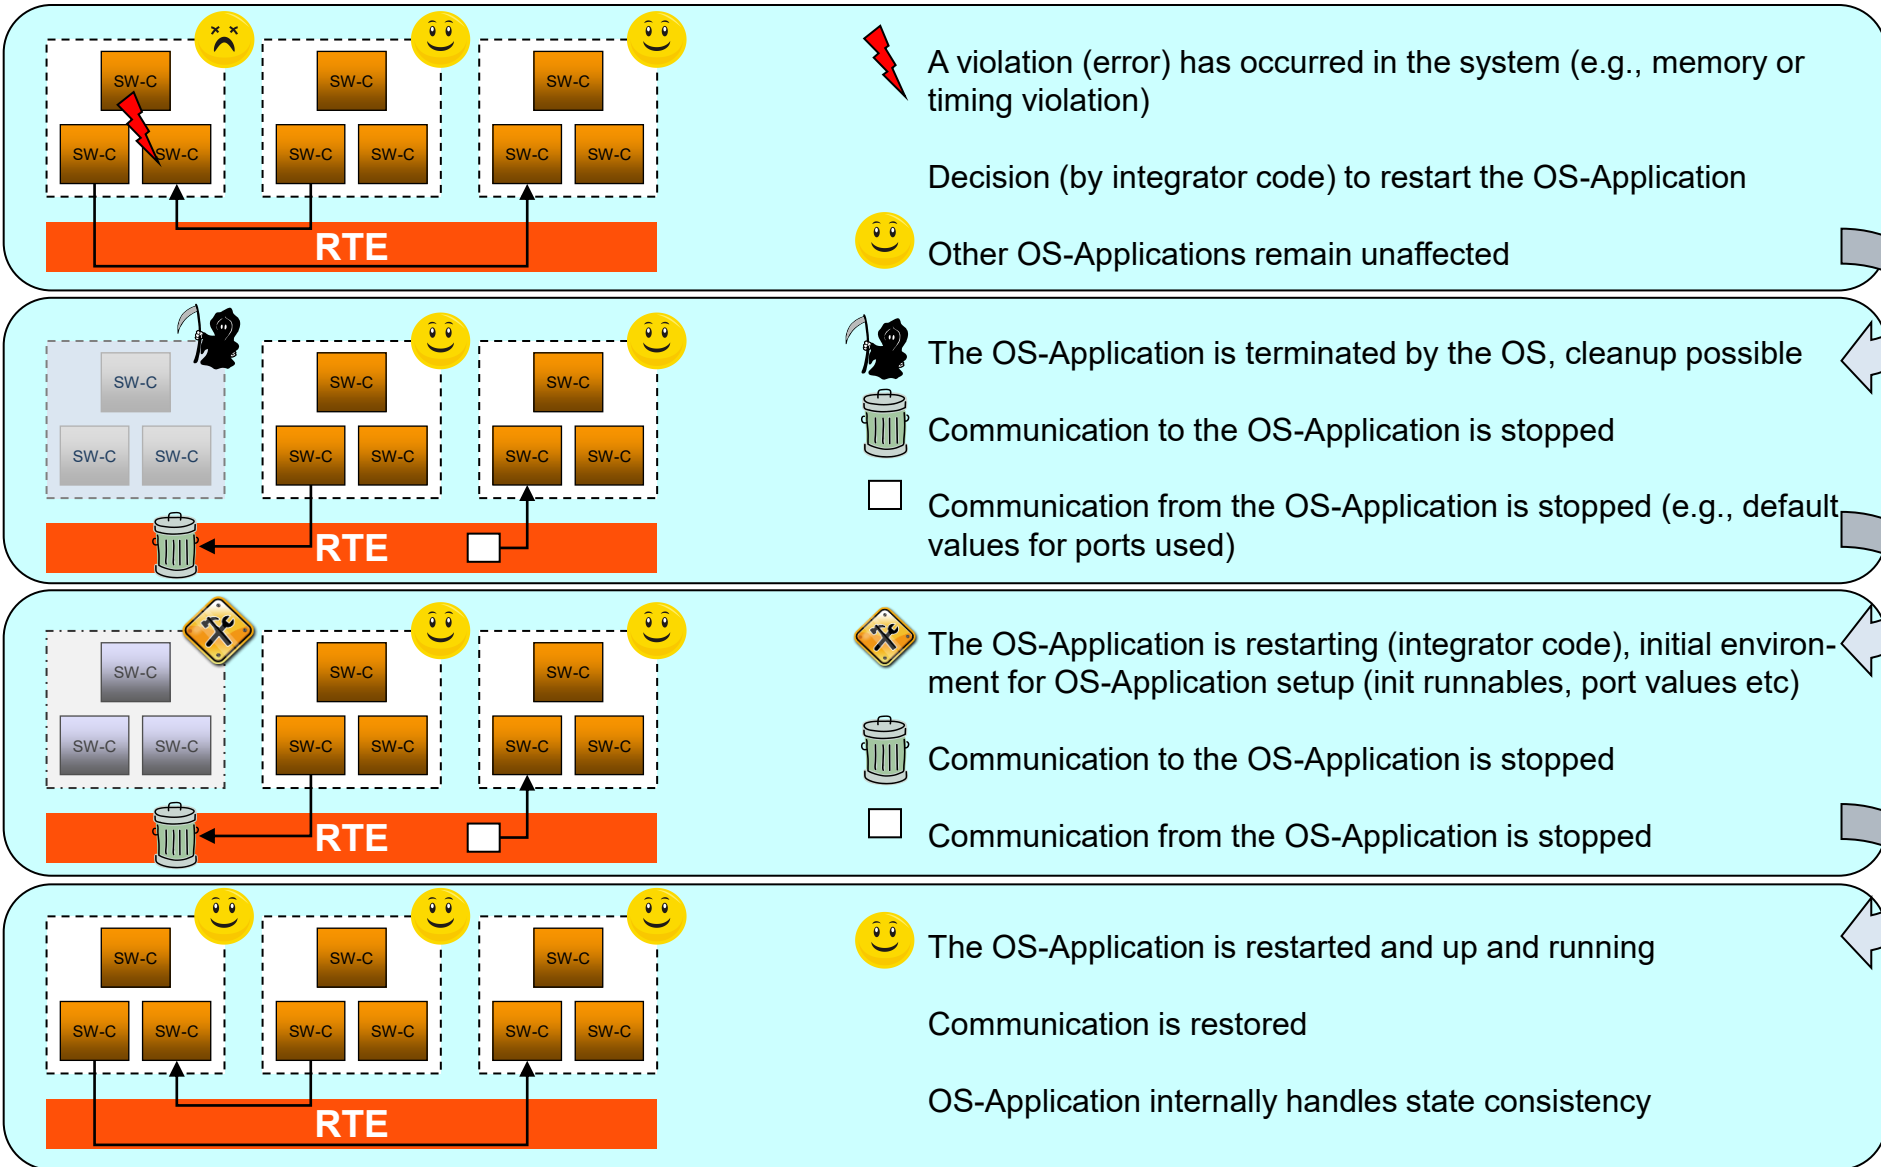 SW-C SW-C SW-C
SW-C SW-C SW-C SW-C SW-C SW-C
RTE
A violation (error) has occurred in the system (e.g., memory or
timing violation)
Decision (by integrator code) to restart the OS-Application
Other OS-Applications remain unaffected
SW-C SW-C SW-C
SW-C SW-C SW-C SW-C SW-C SW-C
RTE
The OS-Application is terminated by the OS, cleanup possible
Communication to the OS-Application is stopped
Communication from the OS-Application is stopped (e.g., default
values for ports used)
SW-C SW-C SW-C
SW-C SW-C SW-C SW-C SW-C SW-C
RTE
The OS-Application is restarting (integrator code), initial environ-
ment for OS-Application setup (init runnables, port values etc)
Communication to the OS-Application is stopped
Communication from the OS-Application is stopped
SW-C SW-C SW-C
SW-C SW-C SW-C SW-C SW-C SW-C
RTE
The OS-Application is restarted and up and running
Communication is restored
OS-Application internally handles state consistency